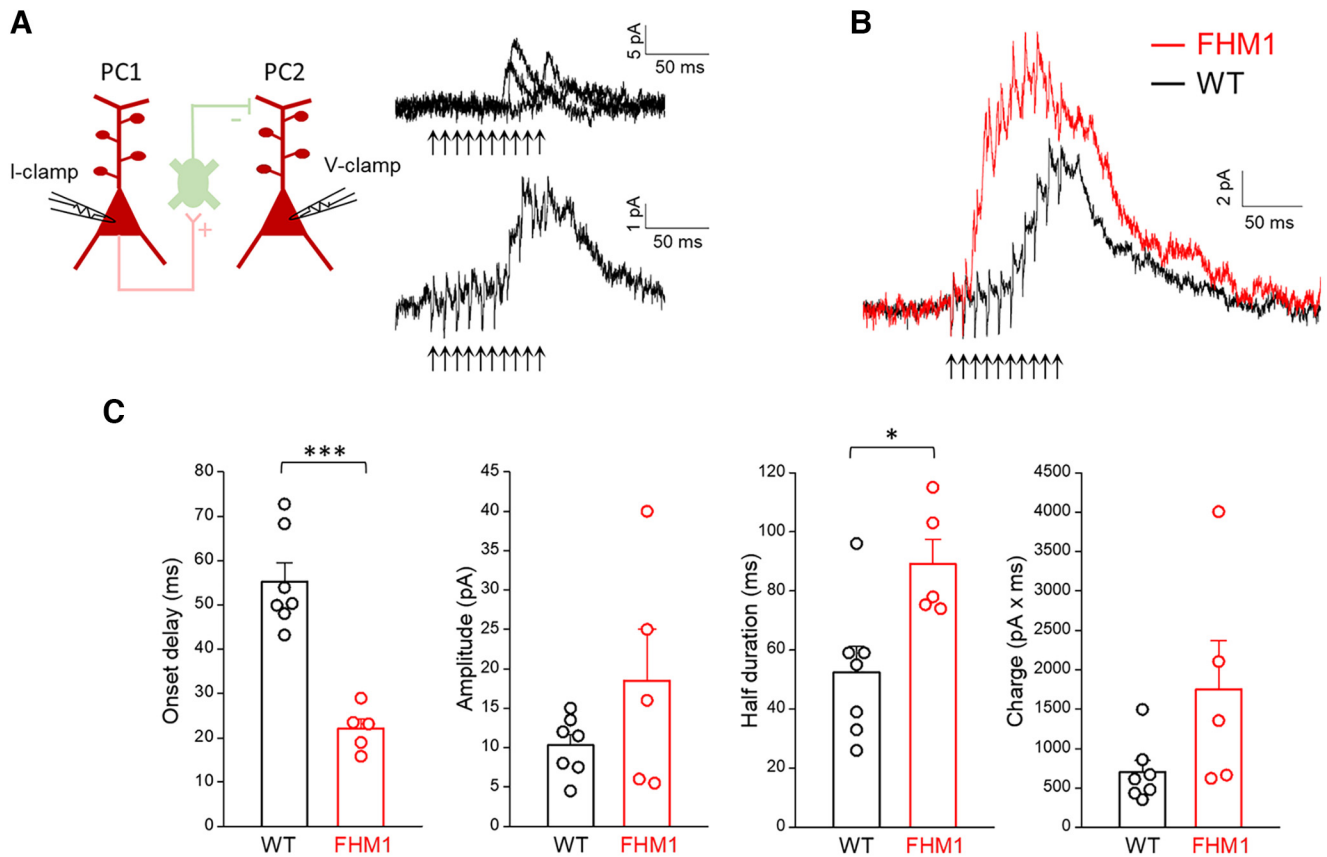 A
PC1
PC2
I-clamp
V-clamp
-
+
5 pA
50 ms
1 pA
50 ms
B
FHM1
WT
2 pA
50 ms
C
***
Onset delay (ms)
80
70
60
50
40
30
20
10
0
WT
FHM1
Amplitude (pA)
45
40
35
30
25
20
15
10
5
0
WT
FHM1
*
Half duration (ms)
120
100
80
60
40
20
0
WT
FHM1
Charge (pA x ms)
4500
4000
3500
3000
2500
2000
1500
1000
500
0
WT
FHM1